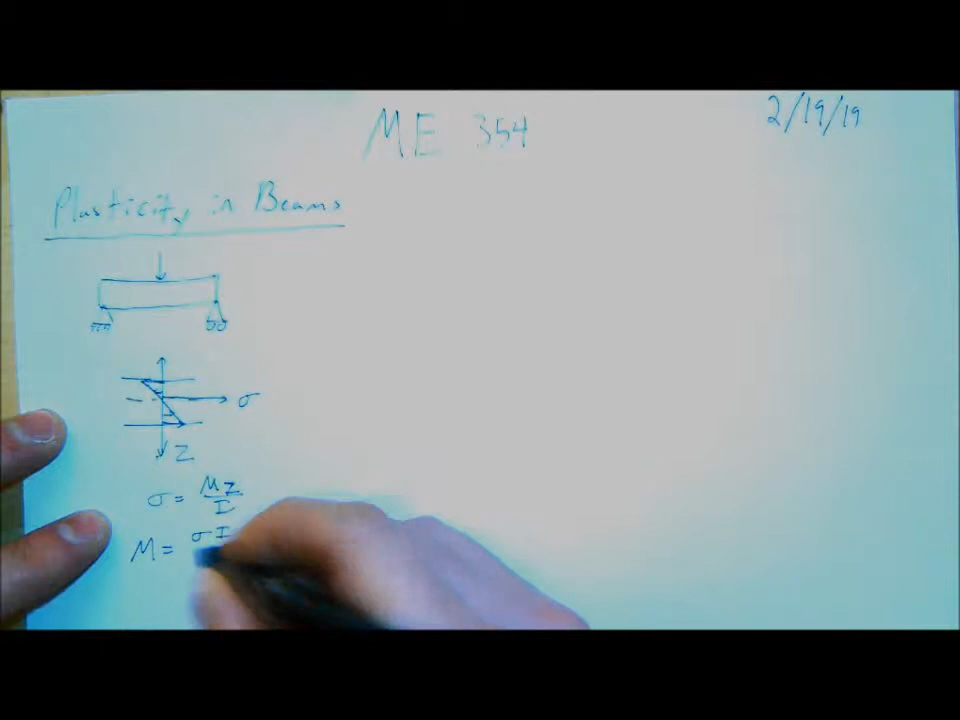 ME 354
2/19/19
Plasticity in Beams
σ
Z
σ = MZ/I
M = σI